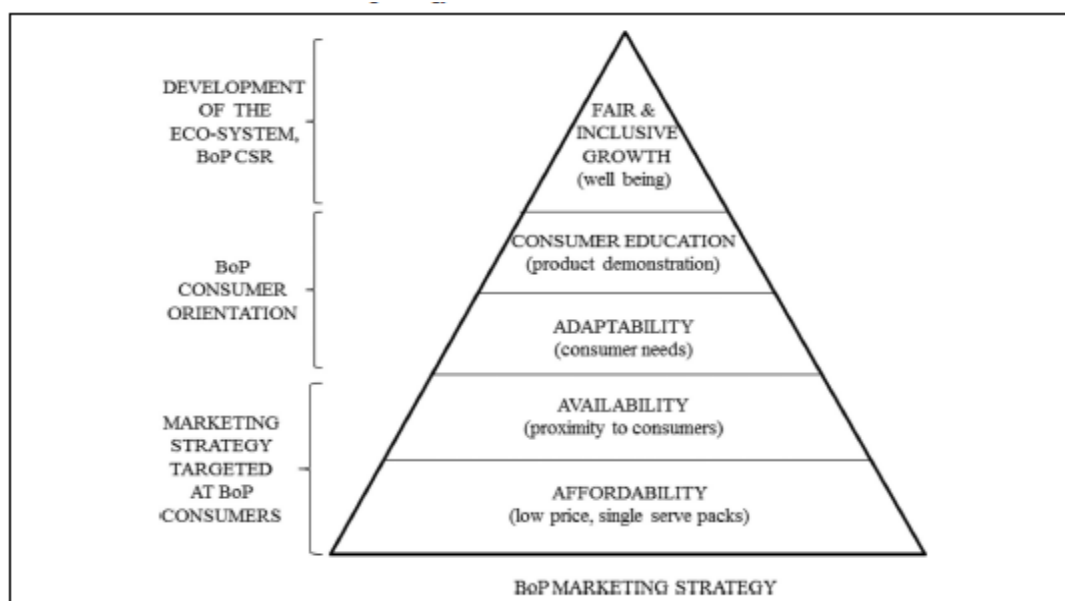 DEVELOPMENT
OF THE
ECO-SYSTEM,
BoP CSR
FAIR &
INCLUSIVE
GROWTH
(well being)
BoP
CONSUMER
ORIENTATION
CONSUMER EDUCATION
(product demonstration)
ADAPTABILITY
(consumer needs)
MARKETING
STRATEGY
TARGETED
AT BoP
CONSUMERS
AVAILABILITY
(proximity to consumers)
AFFORDABILITY
(low price, single serve packs)
BoP MARKETING STRATEGY